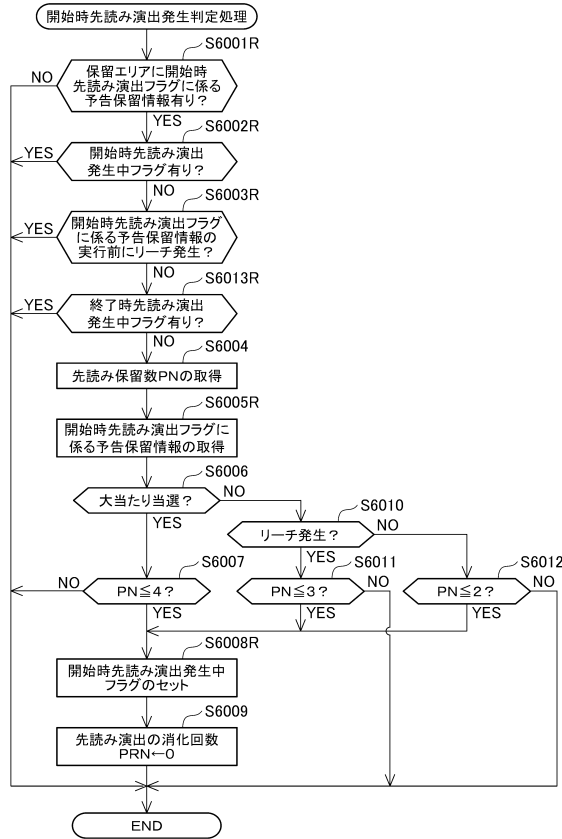 開始時先読み演出発生判定処理
S6001R
保留エリアに開始時
先読み演出フラグに係る
予告保留情報有り？
NO
YES
S6002R
開始時先読み演出
発生中フラグ有り？
YES
NO
S6003R
開始時先読み演出フラグ
に係る予告保留情報の
実行前にリーチ発生？
YES
NO
S6013R
終了時先読み演出
発生中フラグ有り？
YES
NO
S6004
先読み保留数PNの取得
S6005R
開始時先読み演出フラグに
係る予告保留情報の取得
S6006
大当たり当選？
NO
YES
S6010
リーチ発生？
NO
YES
S6007
PN≦4？
NO
YES
S6011
PN≦3？
NO
YES
S6012
PN≦2？
NO
YES
S6008R
開始時先読み演出発生中
フラグのセット
S6009
先読み演出の消化回数
PRN←0
END